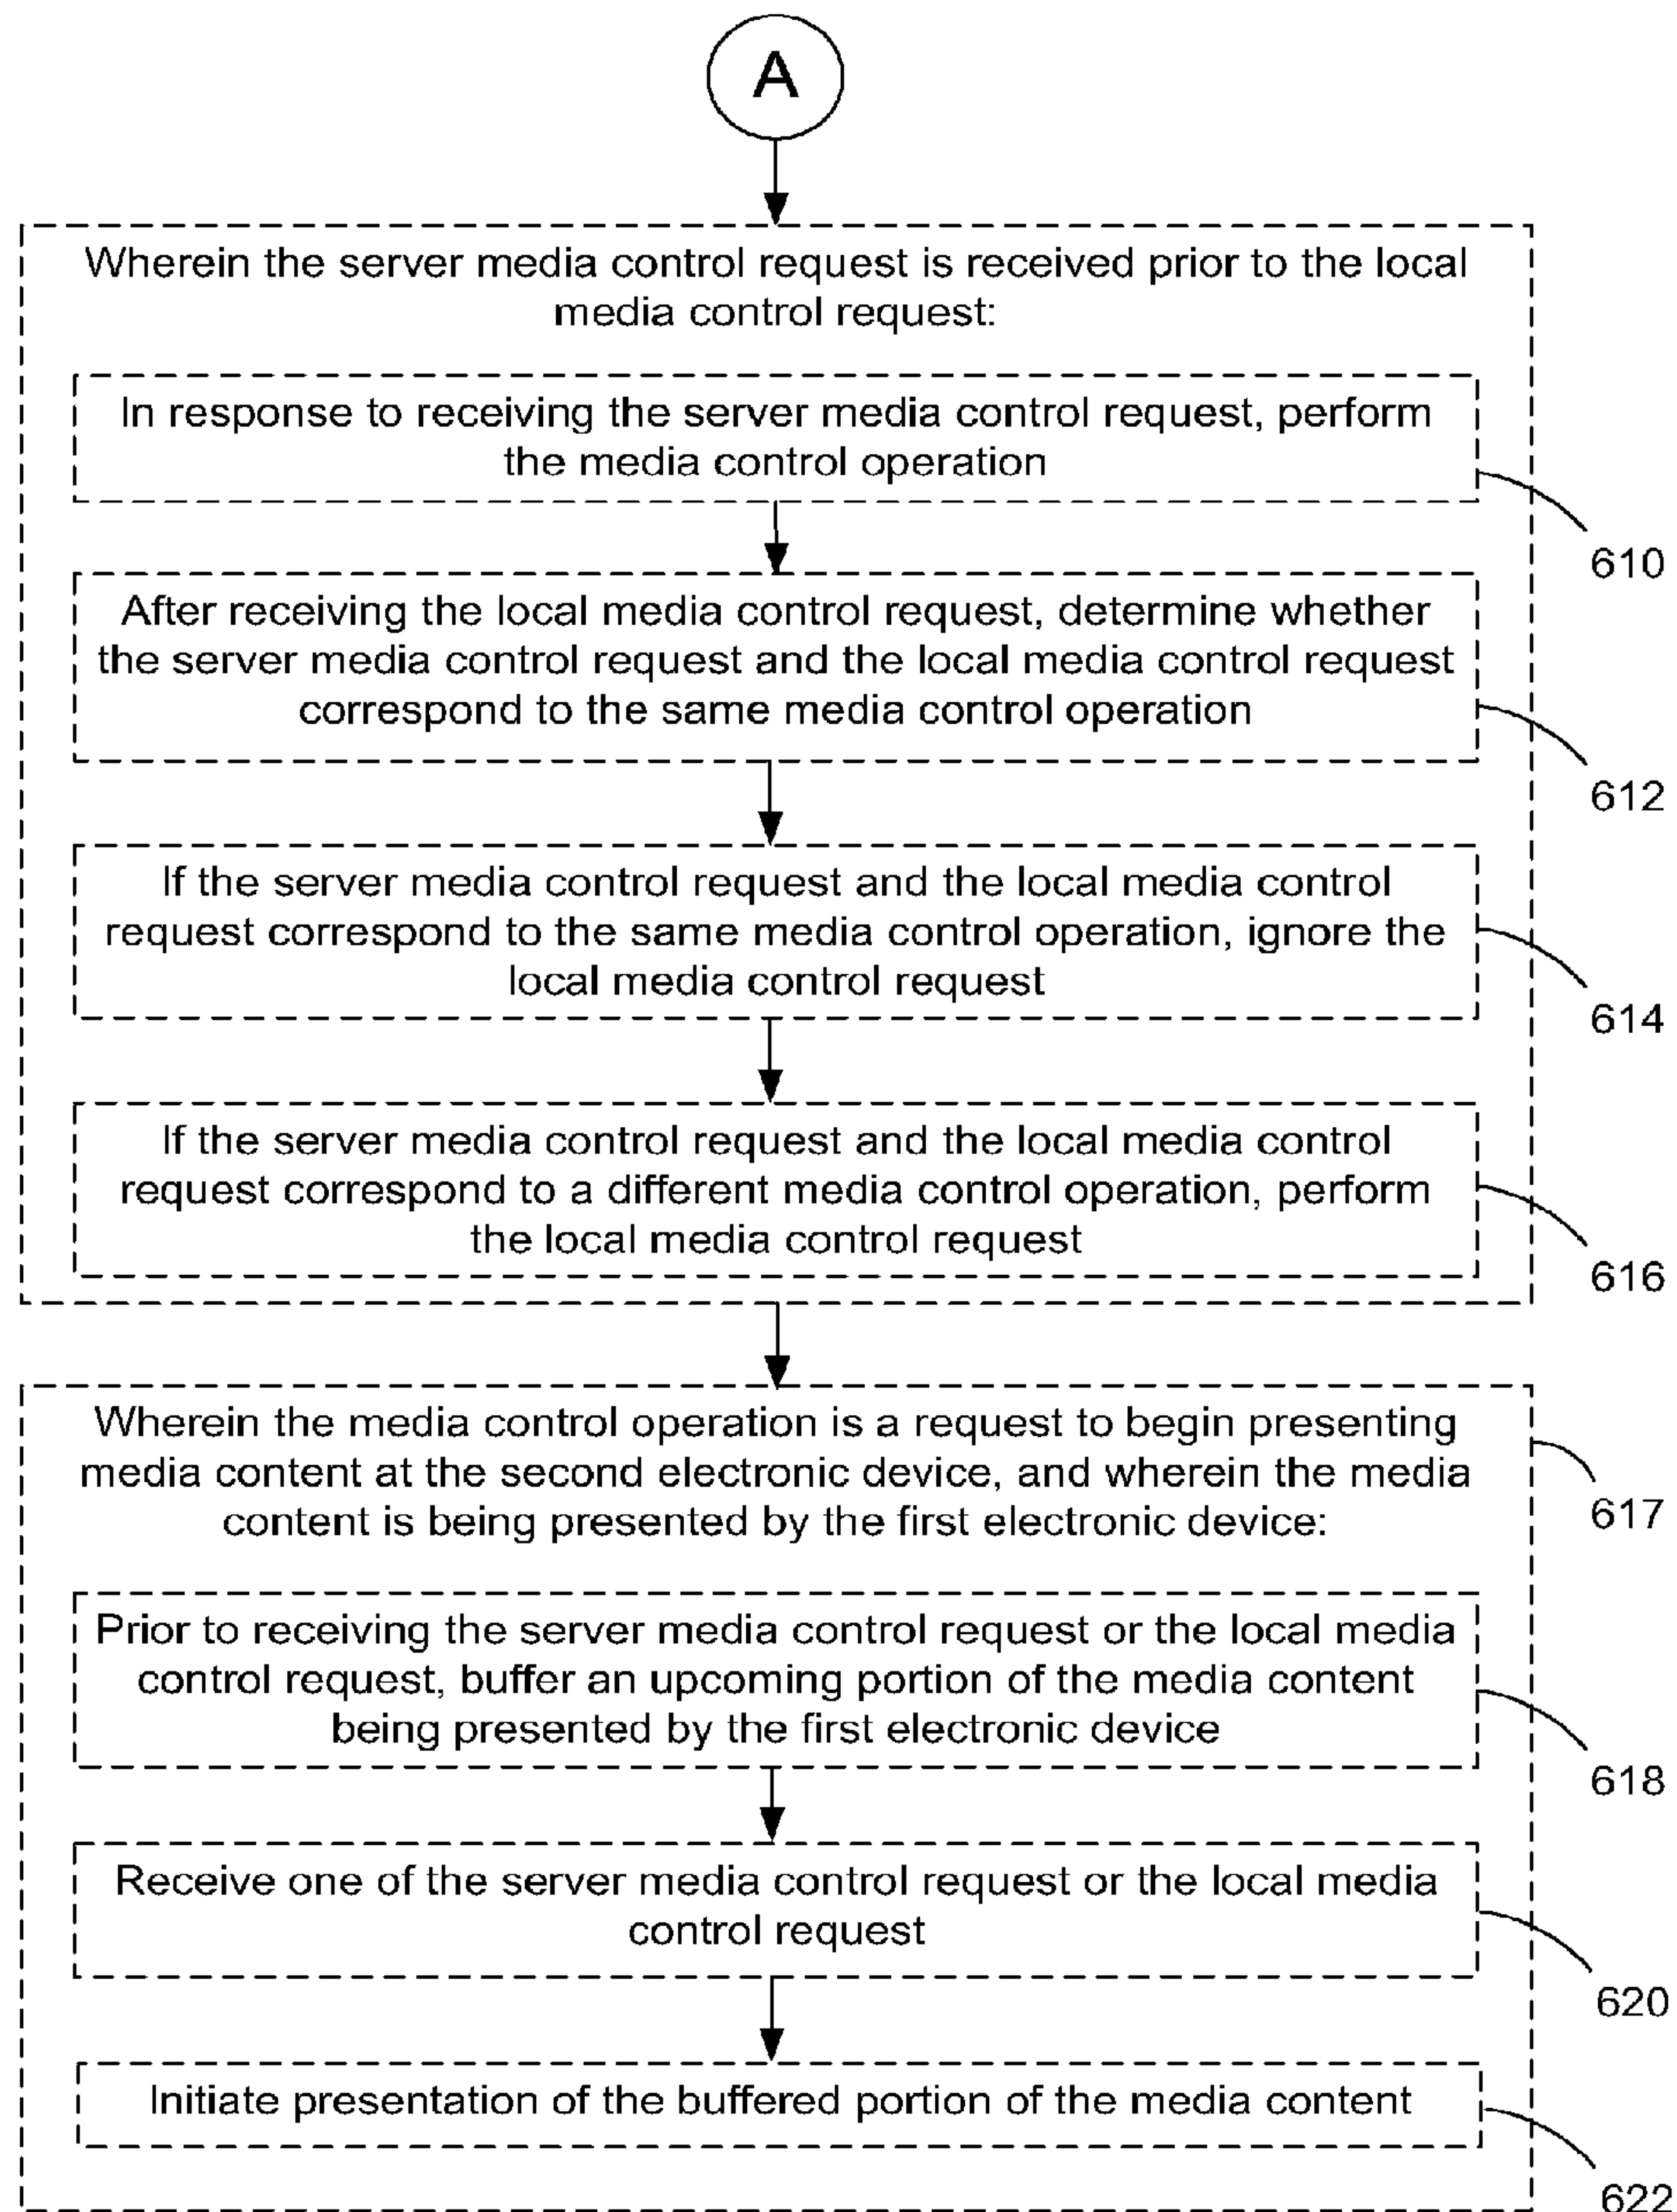 A
Wherein the server media control request is received prior to the local
media control request:
In response to receiving the server media control request, perform
the media control operation
610
After receiving the local media control request, determine whether
the server media control request and the local media control request
correspond to the same media control operation
612
If the server media control request and the local media control
request correspond to the same media control operation, ignore the
local media control request
614
If the server media control request and the local media control
request correspond to a different media control operation, perform
the local media control request
616
Wherein the media control operation is a request to begin presenting
media content at the second electronic device, and wherein the media
content is being presented by the first electronic device:
617
Prior to receiving the server media control request or the local media
control request, buffer an upcoming portion of the media content
being presented by the first electronic device
618
Receive one of the server media control request or the local media
control request
620
Initiate presentation of the buffered portion of the media content
622